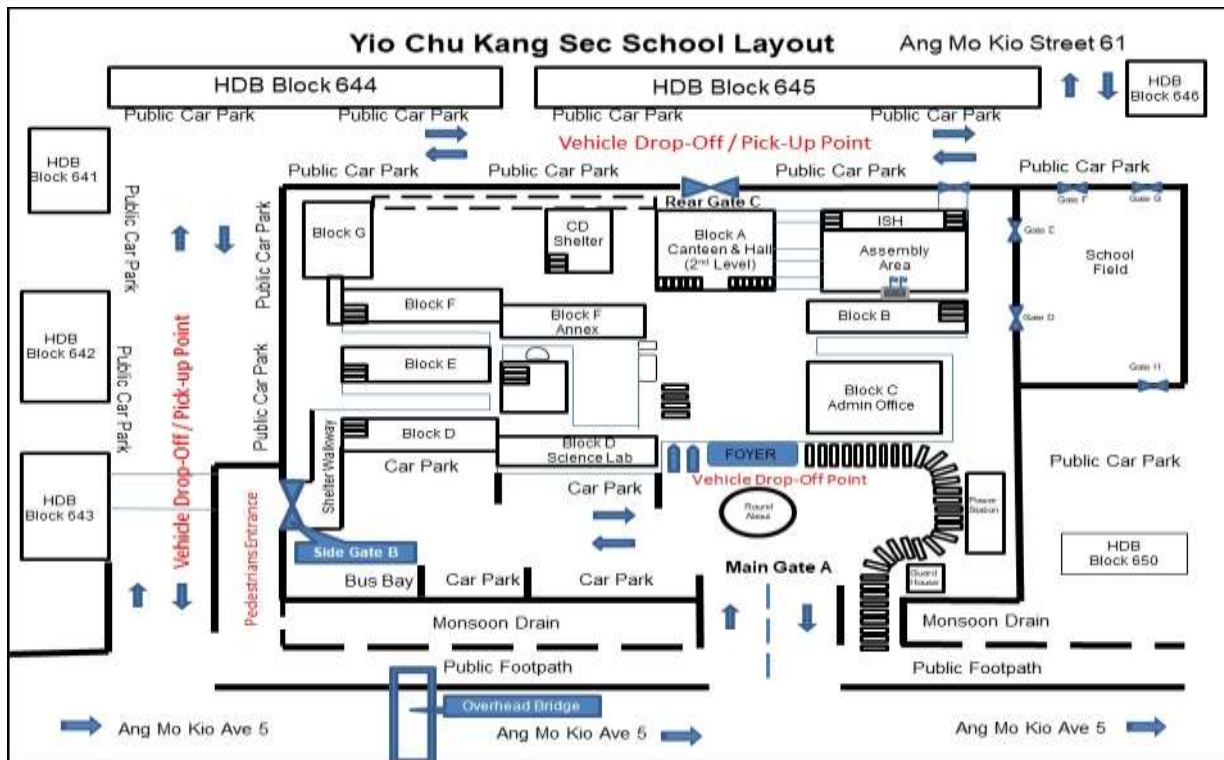 Yio Chu Kang Sec School Layout
Ang Mo Kio Street 61
HDB Block 644
HDB Block 645
HDB
Block 646
Public Car Park
Public Car Park
Public Car Park
Public Car Park
Vehicle Drop-Off / Pick-Up Point
HDB
Block 641
Public Car Park
Public Car Park
Public Car Park
Public Car Park
Public Car Park
Public Car Park
Rear Gate C
Gate F
Gate G
Block G
CD
Shelter
Block A
Canteen & Hall
(2nd Level)
ISH
Assembly
Area
Gate E
School
Field
Public Car Park
Block F
Block F
Annex
Block B
Gate D
HDB
Block 642
Vehicle Drop-Off / Pick-up Point
Public Car Park
Public Car Park
Block E
Block C
Admin Office
Gate H
Block D
Block D
Science Lab
FOYER
Car Park
Vehicle Drop-Off Point
Public Car Park
Shelter Walkway
Car Park
Round
About
Power
Station
HDB
Block 643
Pedestrians Entrance
Side Gate B
HDB
Block 650
Main Gate A
Guard
House
Bus Bay
Car Park
Car Park
Monsoon Drain
Monsoon Drain
Public Footpath
Public Footpath
Overhead Bridge
Ang Mo Kio Ave 5
Ang Mo Kio Ave 5
Ang Mo Kio Ave 5